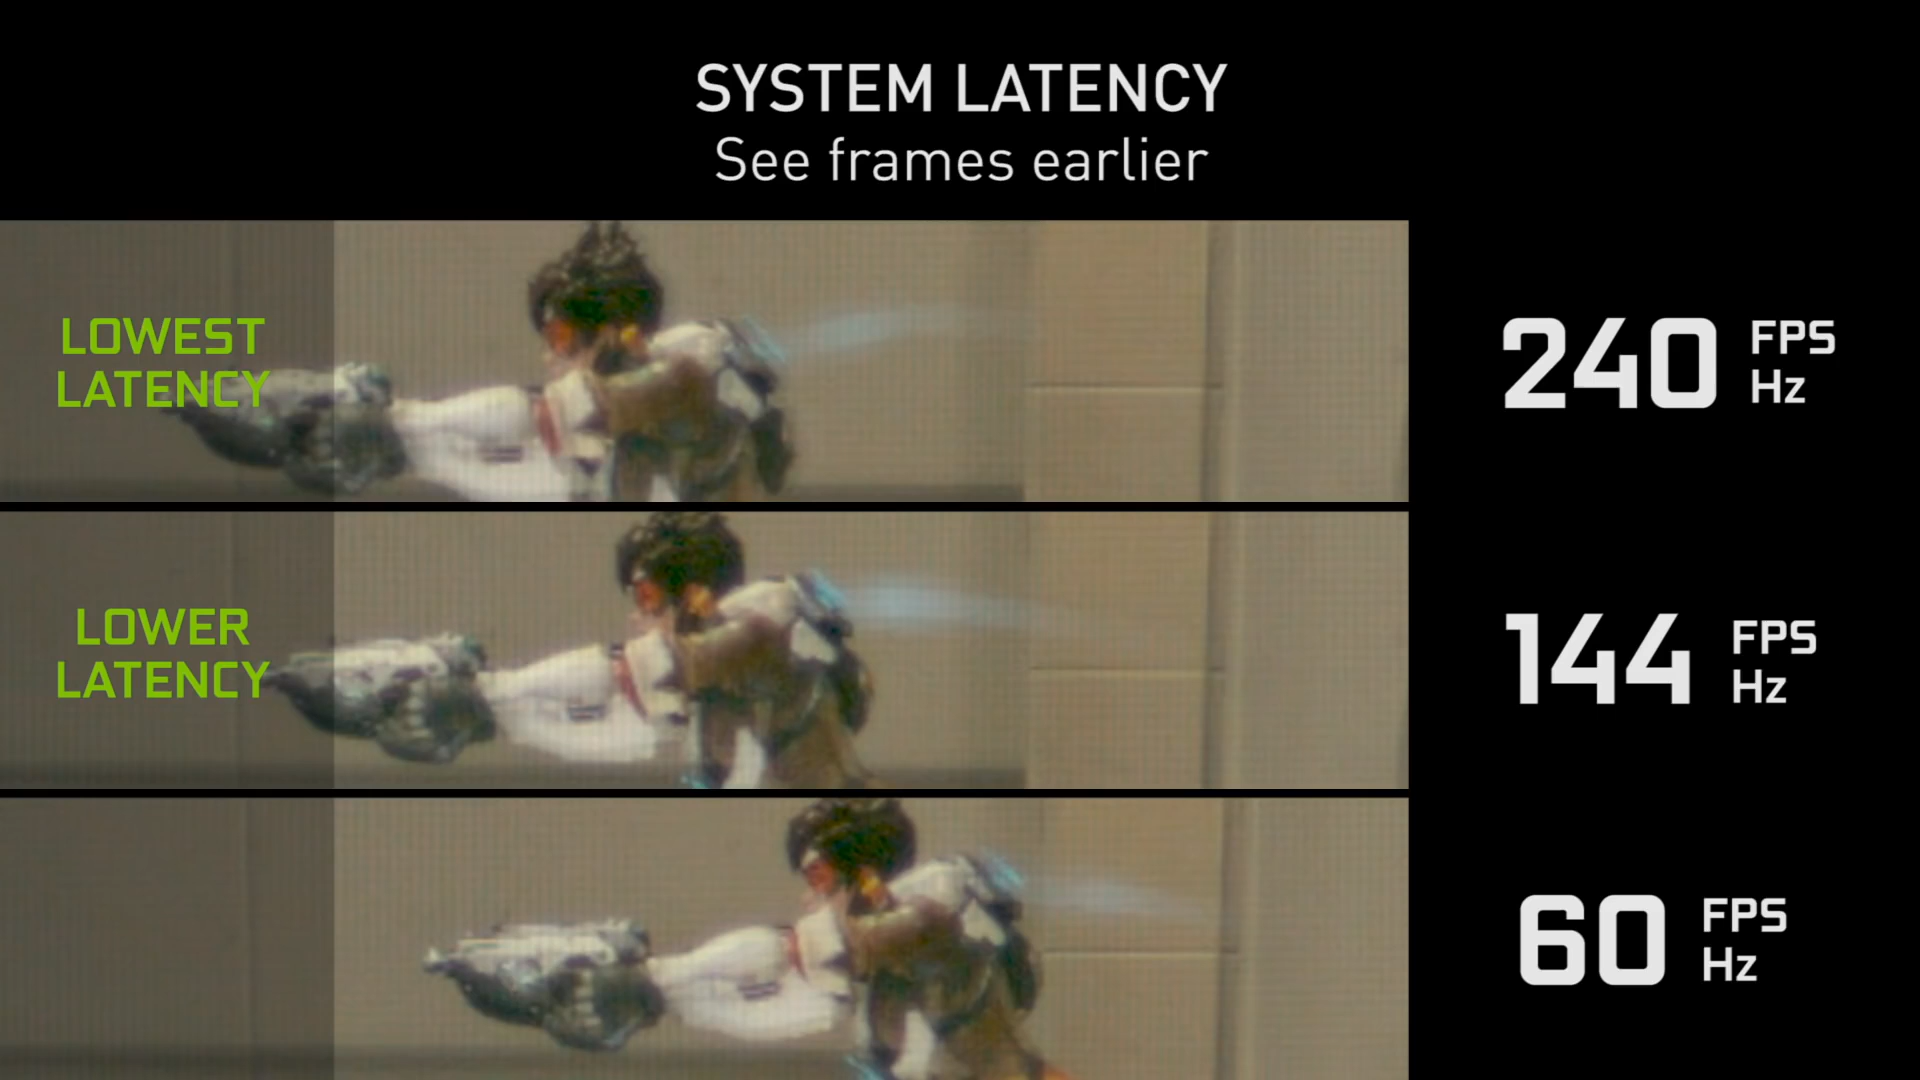 SYSTEM LATENCY
See frames earlier
LOWEST
LATENCY
240 FPS
Hz
LOWER
LATENCY
144 FPS
Hz
60 FPS
Hz